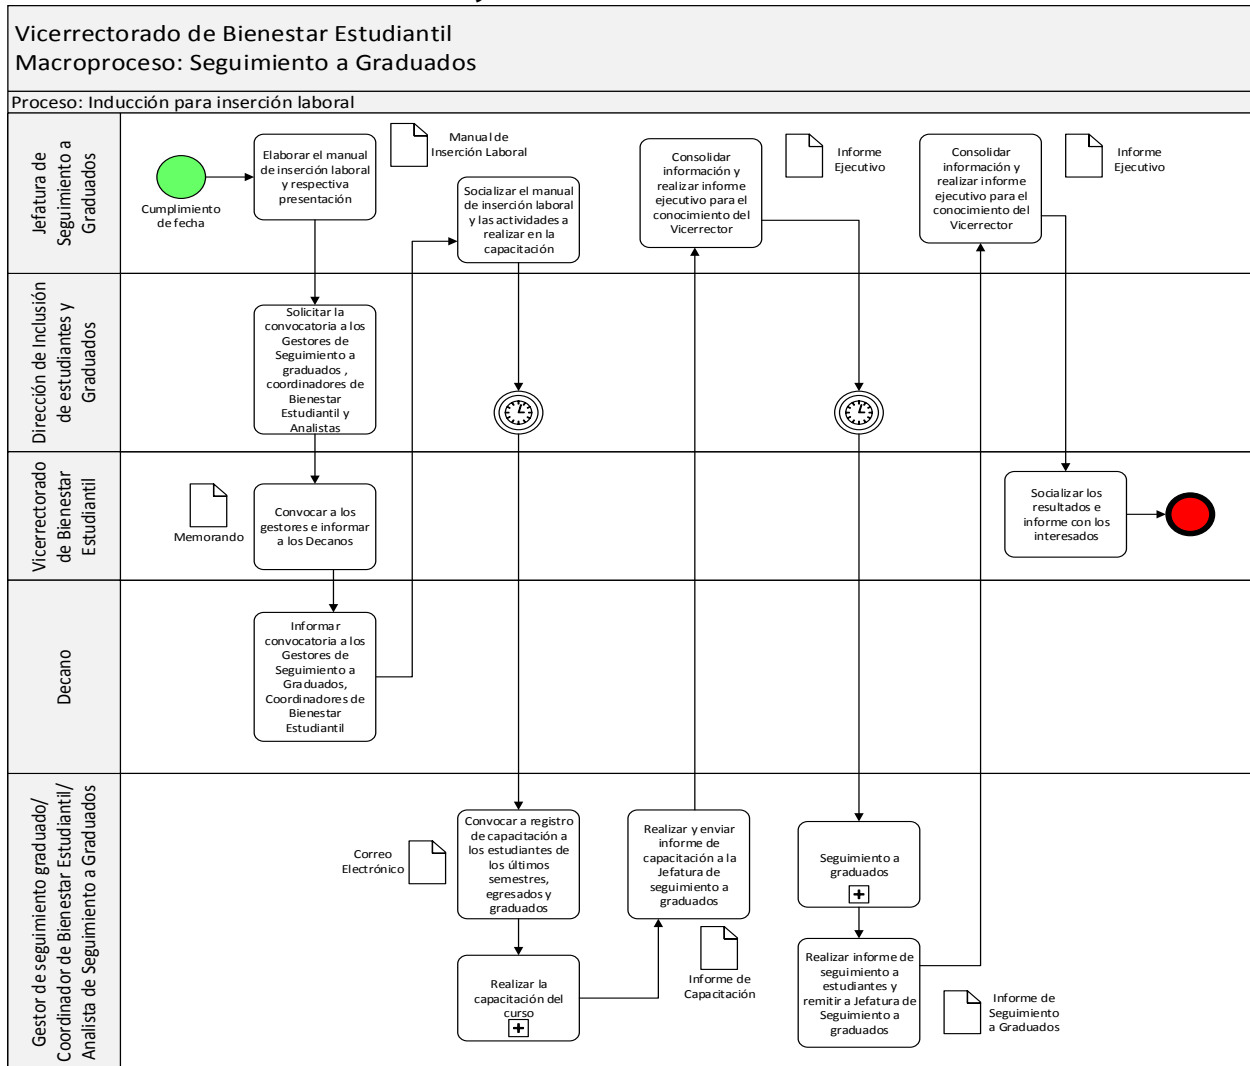 Vicerrectorado de Bienestar Estudiantil
Macroproceso: Seguimiento a Graduados
Proceso: Inducción para inserción laboral
Jefatura de
Seguimiento a
Graduados
Cumplimiento
de fecha
Elaborar el manual
de inserción laboral
y respectiva
presentación
Manual de
Inserción Laboral
Socializar el manual
de inserción laboral
y las actividades a
realizar en la
capacitación
Consolidar
información y
realizar informe
ejecutivo para el
conocimiento del
Vicerrector
Informe
Ejecutivo
Consolidar
información y
realizar informe
ejecutivo para el
conocimiento del
Vicerrector
Informe
Ejecutivo
Dirección de Inclusión
de estudiantes y
Graduados
Solicitar la
convocatoria a los
Gestores de
Seguimiento a
graduados ,
coordinadores de
Bienestar
Estudiantil y
Analistas
Vicerrectorado
de Bienestar
Estudiantil
Memorando
Convocar a los
gestores e informar
a los Decanos
Socializar los
resultados e
informe con los
interesados
Decano
Informar
convocatoria a los
Gestores de
Seguimiento a
Graduados,
Coordinadores de
Bienestar
Estudiantil
Gestor de seguimiento graduado/
Coordinador de Bienestar Estudiantil/
Analista de Seguimiento a Graduados
Correo
Electrónico
Convocar a registro
de capacitación a
los estudiantes de
los últimos
semestres,
egresados y
graduados
Realizar la
capacitación del
curso
Realizar y enviar
informe de
capacitación a la
Jefatura de
seguimiento a
graduados
Informe de
Capacitación
Seguimiento a
graduados
Realizar informe de
seguimiento a
estudiantes y
remitir a Jefatura de
Seguimiento a
graduados
Informe de
Seguimiento
a Graduados